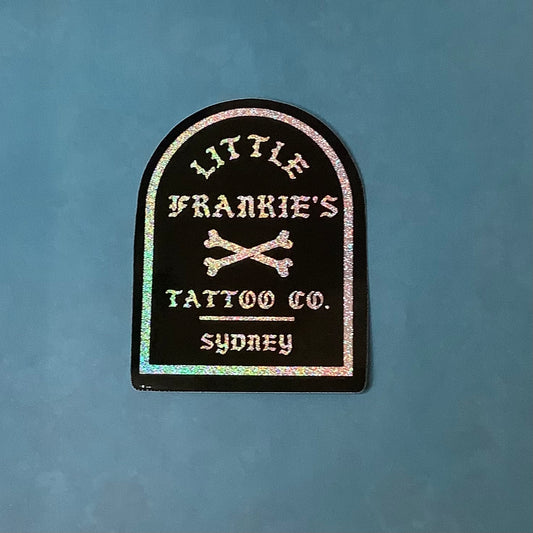 LITTLE
FRANKIE'S
TATTOO CO.
SYDNEY